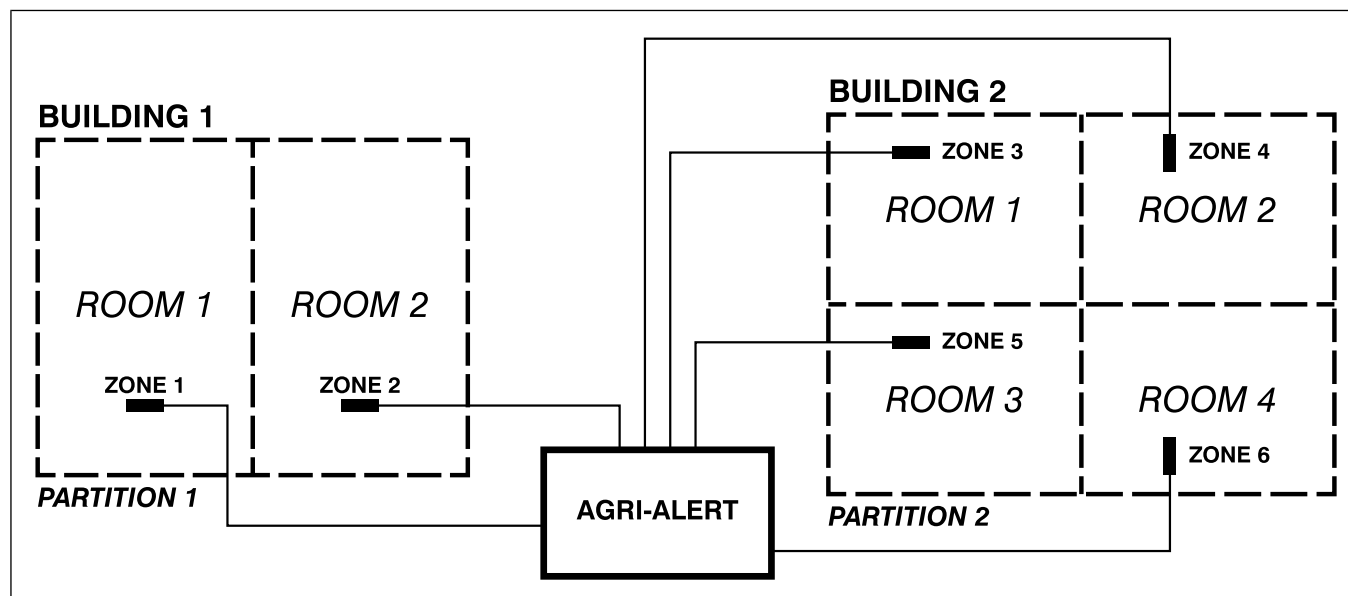 BUILDING 1
ROOM 1
ROOM 2
ZONE 1
ZONE 2
PARTITION 1
AGRI-ALERT
BUILDING 2
ZONE 3
ZONE 4
ROOM 1
ROOM 2
ZONE 5
ROOM 3
ROOM 4
ZONE 6
PARTITION 2